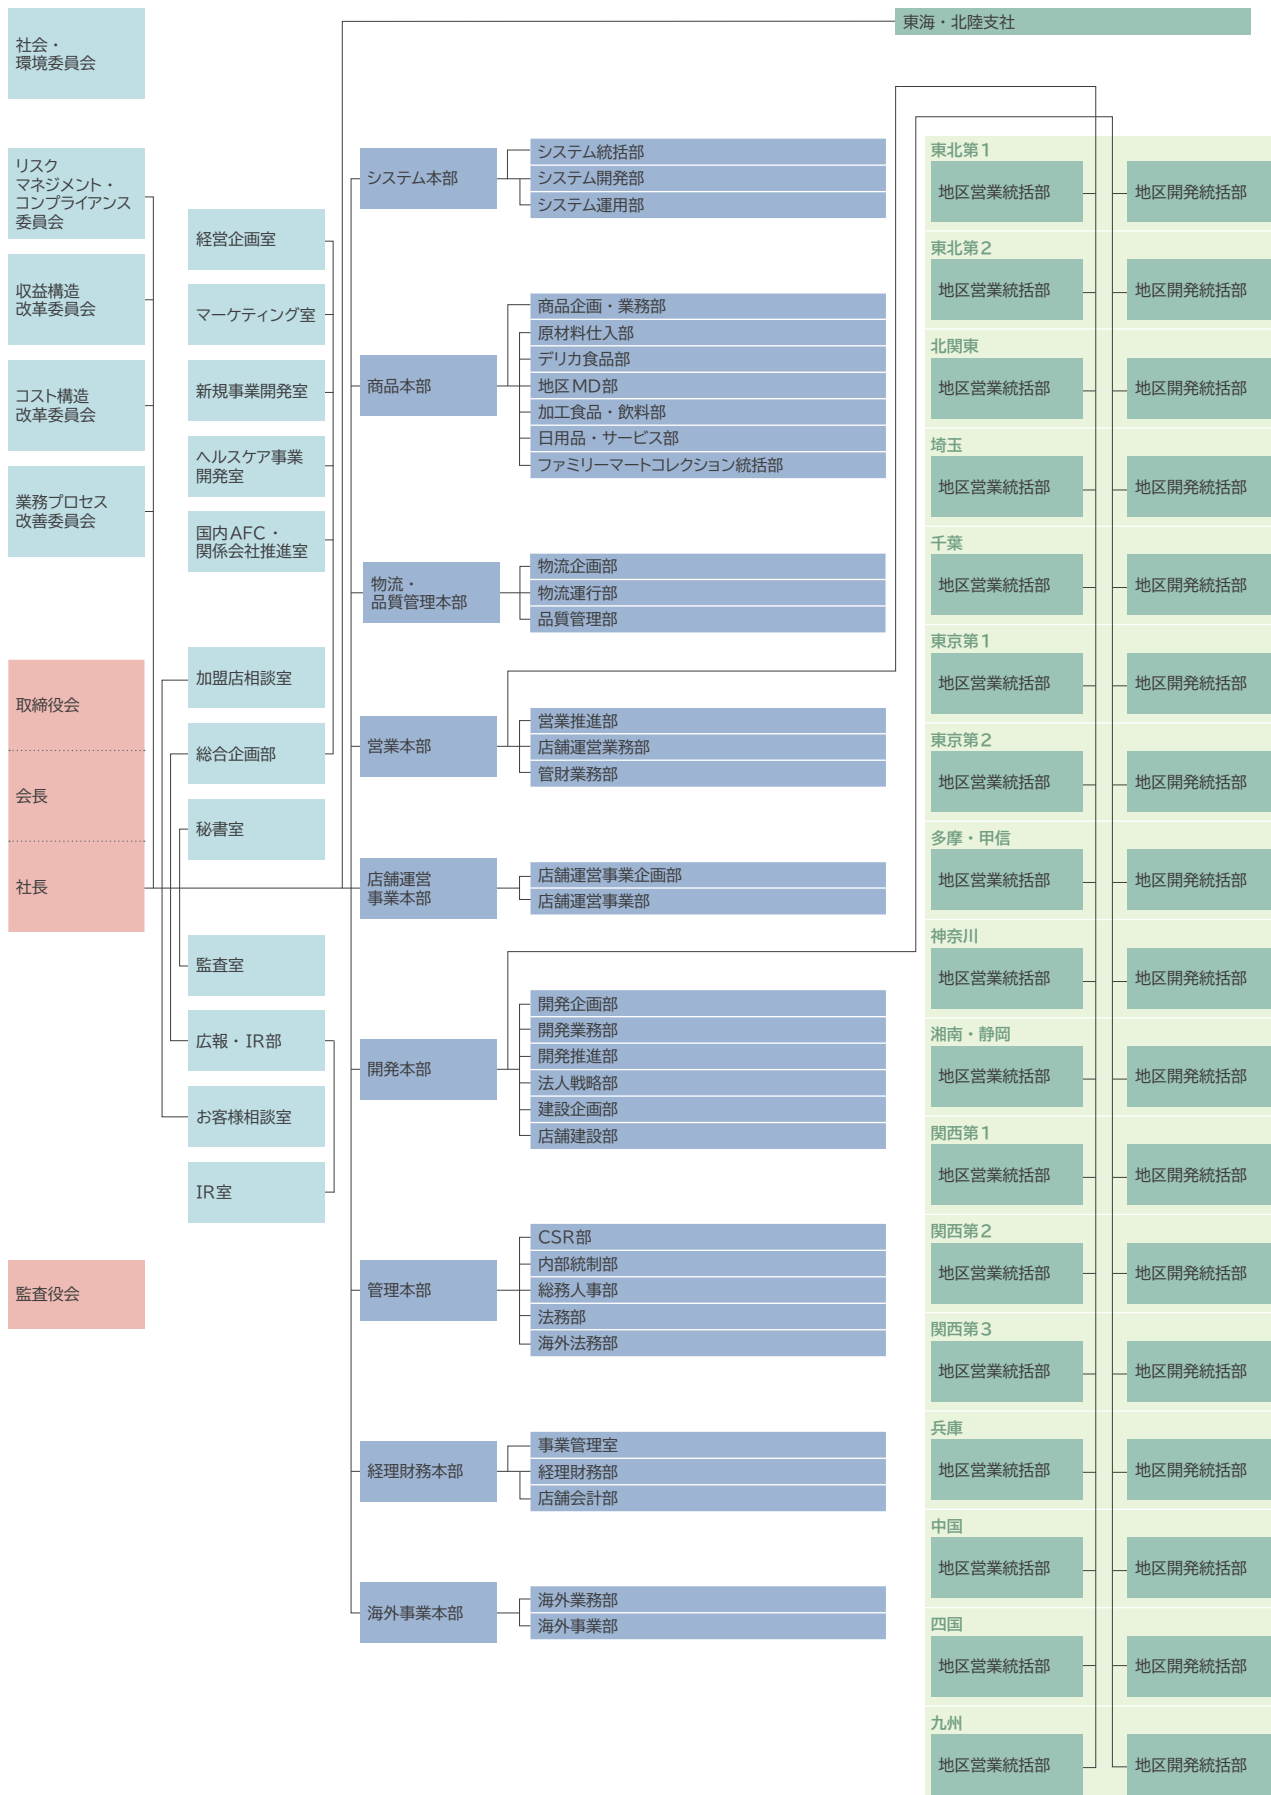 社会・
環境委員会
リスク
マネジメント・
コンプライアンス
委員会
収益構造
改革委員会
コスト構造
改革委員会
業務プロセス
改善委員会
取締役会
会長
社長
監査役会
経営企画室
マーケティング室
新規事業開発室
ヘルスケア事業
開発室
国内AFC・
関係会社推進室
加盟店相談室
総合企画部
秘書室
監査室
広報・IR部
お客様相談室
IR室
システム本部
システム統括部
システム開発部
システム運用部
商品本部
商品企画・業務部
原材料仕入部
デリカ食品部
地区MD部
加工食品・飲料部
日用品・サービス部
ファミリーマートコレクション統括部
物流・
品質管理本部
物流企画部
物流運行部
品質管理部
営業本部
営業推進部
店舗運営業務部
管財業務部
店舗運営
事業本部
店舗運営事業企画部
店舗運営事業部
開発本部
開発企画部
開発業務部
開発推進部
法人戦略部
建設企画部
店舗建設部
管理本部
CSR部
内部統制部
総務人事部
法務部
海外法務部
経理財務本部
事業管理室
経理財務部
店舗会計部
海外事業本部
海外業務部
海外事業部
東海・北陸支社
東北第1
地区営業統括部
地区開発統括部
東北第2
地区営業統括部
地区開発統括部
北関東
地区営業統括部
地区開発統括部
埼玉
地区営業統括部
地区開発統括部
千葉
地区営業統括部
地区開発統括部
東京第1
地区営業統括部
地区開発統括部
東京第2
地区営業統括部
地区開発統括部
多摩・甲信
地区営業統括部
地区開発統括部
神奈川
地区営業統括部
地区開発統括部
湘南・静岡
地区営業統括部
地区開発統括部
関西第1
地区営業統括部
地区開発統括部
関西第2
地区営業統括部
地区開発統括部
関西第3
地区営業統括部
地区開発統括部
兵庫
地区営業統括部
地区開発統括部
中国
地区営業統括部
地区開発統括部
四国
地区営業統括部
地区開発統括部
九州
地区営業統括部
地区開発統括部